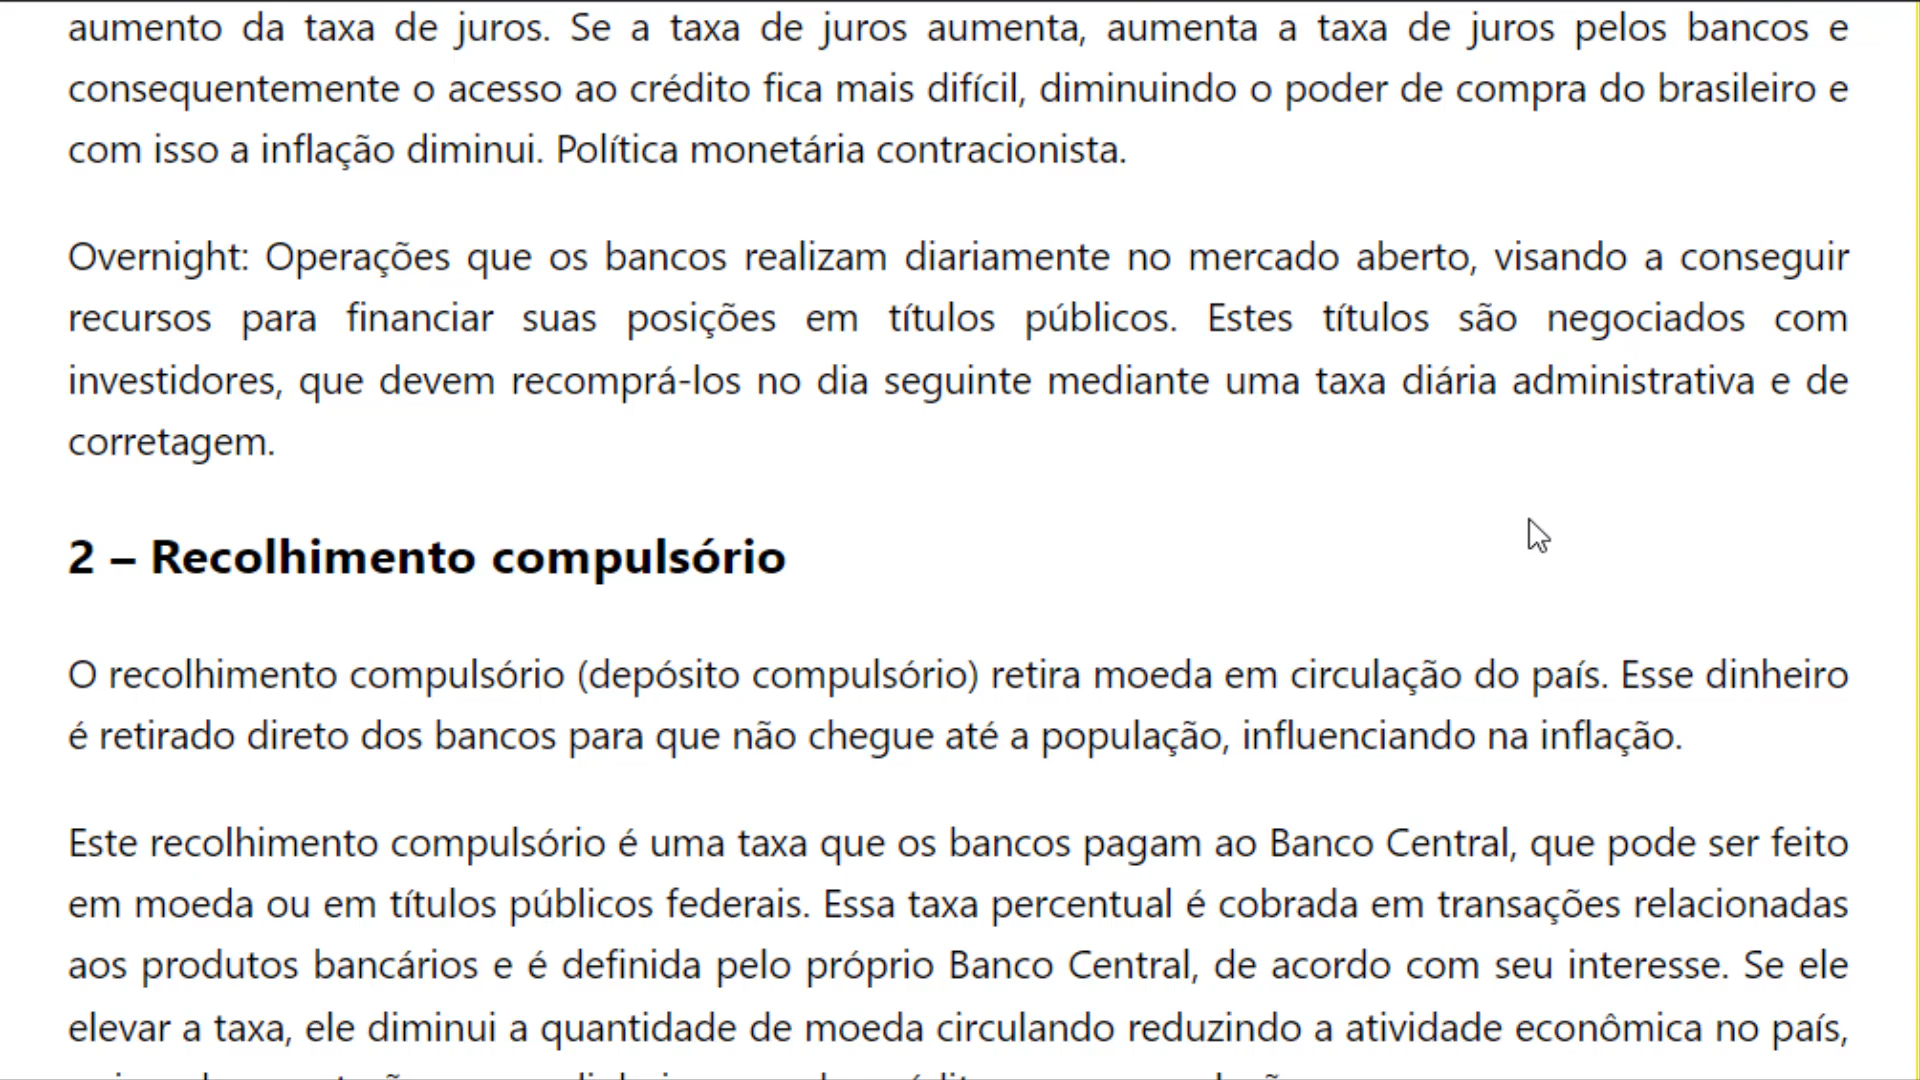 aumento da taxa de juros. Se a taxa de juros aumenta, aumenta a taxa de juros pelos bancos e
consequentemente o acesso ao crédito fica mais difícil, diminuindo o poder de compra do brasileiro e
com isso a inflação diminui. Política monetária contracionista.
Overnight: Operações que os bancos realizam diariamente no mercado aberto, visando a conseguir
recursos para financiar suas posições em títulos públicos. Estes títulos são negociados com
investidores, que devem recomprá-los no dia seguinte mediante uma taxa diária administrativa e de
corretagem.
2 – Recolhimento compulsório
O recolhimento compulsório (depósito compulsório) retira moeda em circulação do país. Esse dinheiro
é retirado direto dos bancos para que não chegue até a população, influenciando na inflação.
Este recolhimento compulsório é uma taxa que os bancos pagam ao Banco Central, que pode ser feito
em moeda ou em títulos públicos federais. Essa taxa percentual é cobrada em transações relacionadas
aos produtos bancários e é definida pelo próprio Banco Central, de acordo com seu interesse. Se ele
elevar a taxa, ele diminui a quantidade de moeda circulando reduzindo a atividade econômica no país,